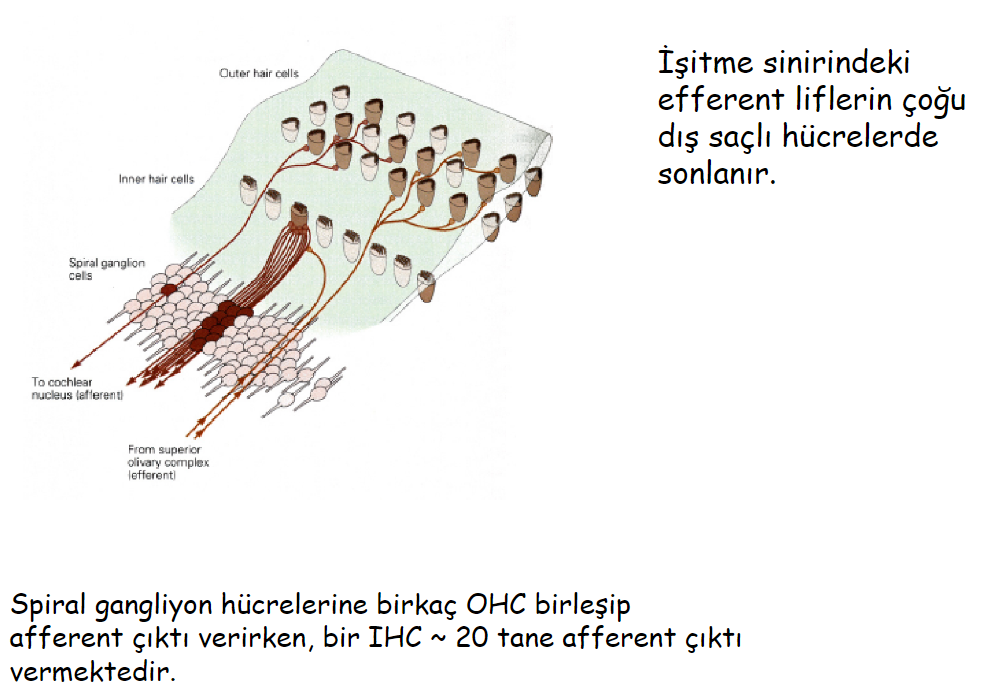 Outer hair cells
Inner hair cells
Spiral ganglion
cells
To cochlear
nucleus (afferent)
From superior
olivary complex
(efferent)
İşitme sinirindeki
efferent liflerin çoğu
dış saçlı hücrelerde
sonlanır.
Spiral gangliyon hücrelerine birkaç OHC birleşip
afferent çıktı verirken, bir IHC ~ 20 tane afferent çıktı
vermektedir.